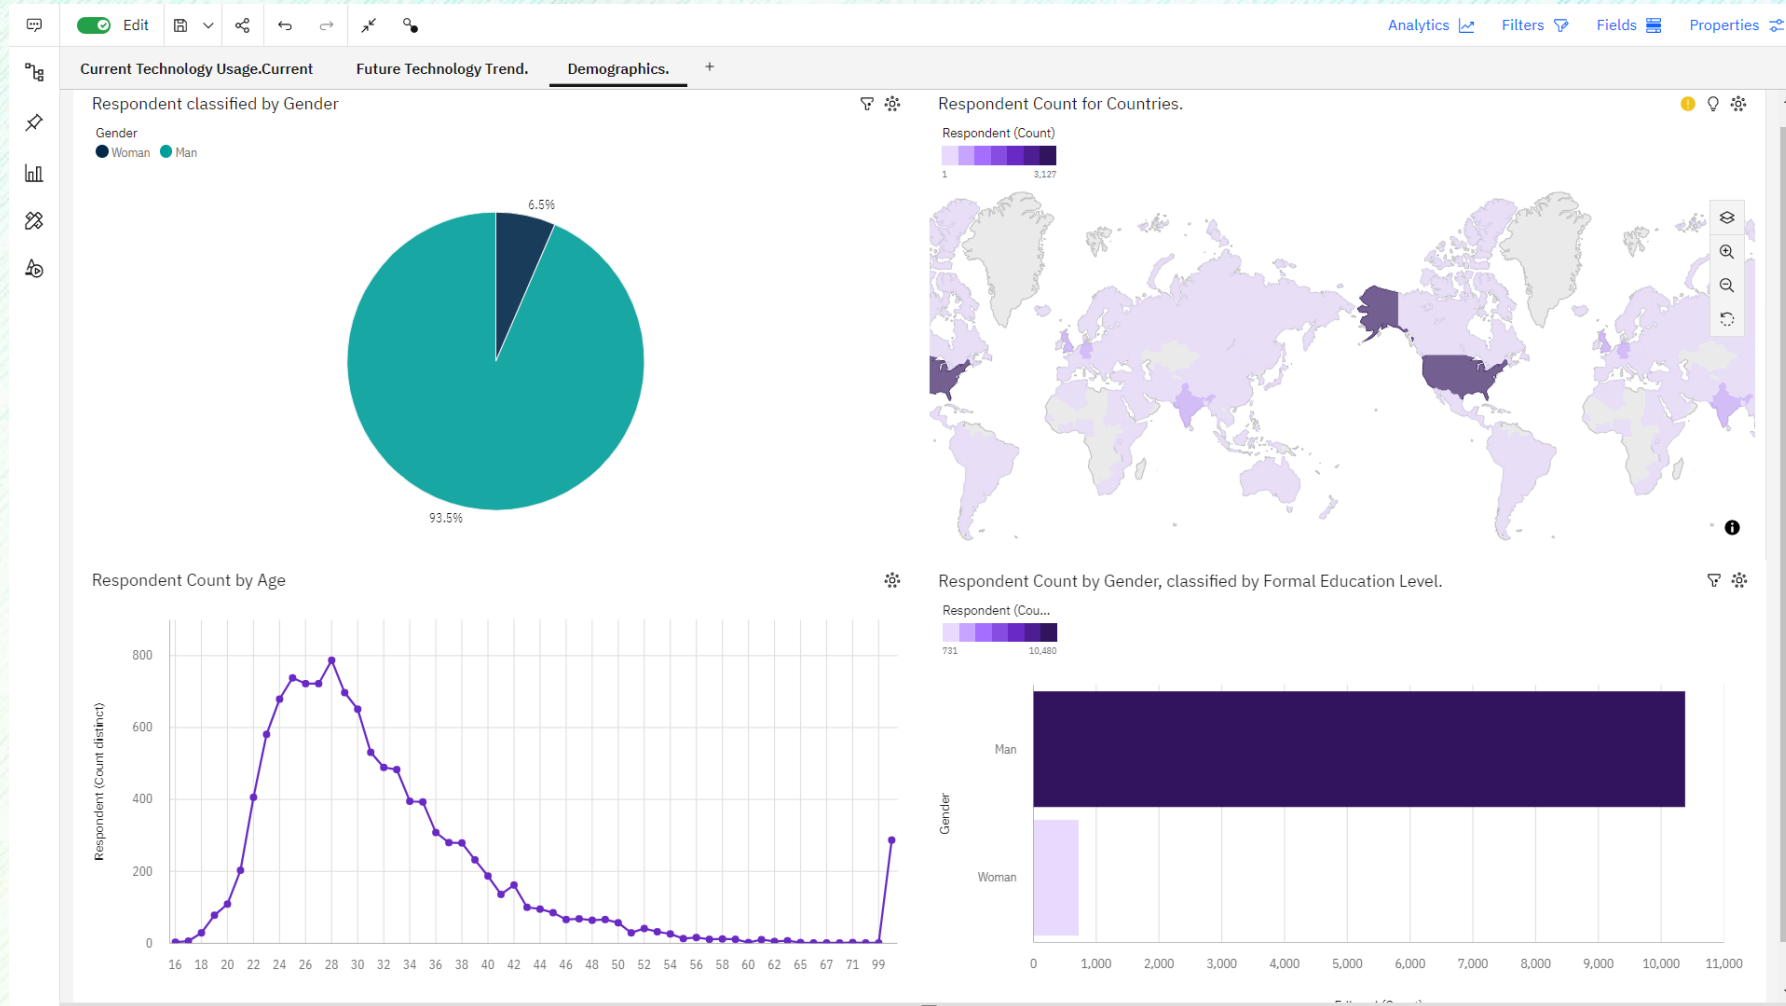 Edit
Analytics
Filters
Fields
Properties
Current Technology Usage.Current
Future Technology Trend.
Demographics.
+
Respondent classified by Gender
Gender
Woman Man
6.5%
93.5%
Respondent Count for Countries.
Respondent (Count)
1 3,127
Respondent Count by Age
Respondent (Count distinct)
800
600
400
200
0
16 18 20 22 24 26 28 30 32 34 36 38 40 42 44 46 48 50 52 54 56 58 60 62 65 67 71 99
Respondent Count by Gender, classified by Formal Education Level.
Respondent (Cou...
731 10,480
Gender
Man
Woman
0 1,000 2,000 3,000 4,000 5,000 6,000 7,000 8,000 9,000 10,000 11,000